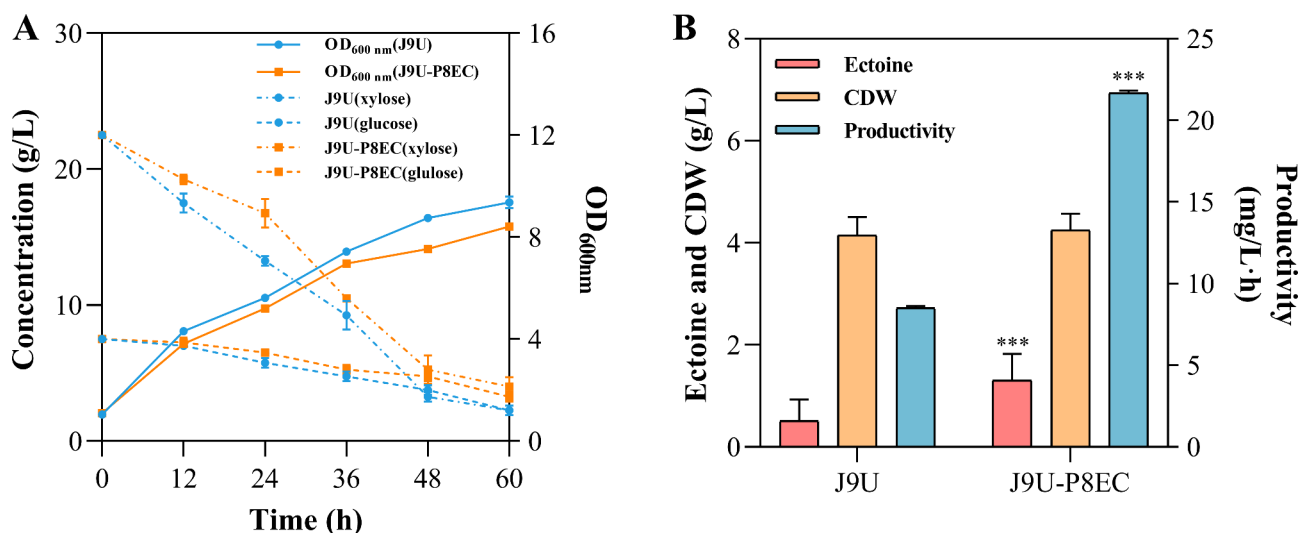 A
Concentration (g/L)
30
20
10
0
OD600 nm(J9U)
OD600 nm(J9U-P8EC)
J9U(xylose)
J9U(glucose)
J9U-P8EC(xylose)
J9U-P8EC(glulose)
16
12
8
4
0
OD600nm
0 12 24 36 48 60
Time (h)
B
Ectoine and CDW (g/L)
8
6
4
2
0
Ectoine
CDW
Productivity
***
***
25
20
15
10
5
0
Productivity
(mg/L·h)
J9U J9U-P8EC